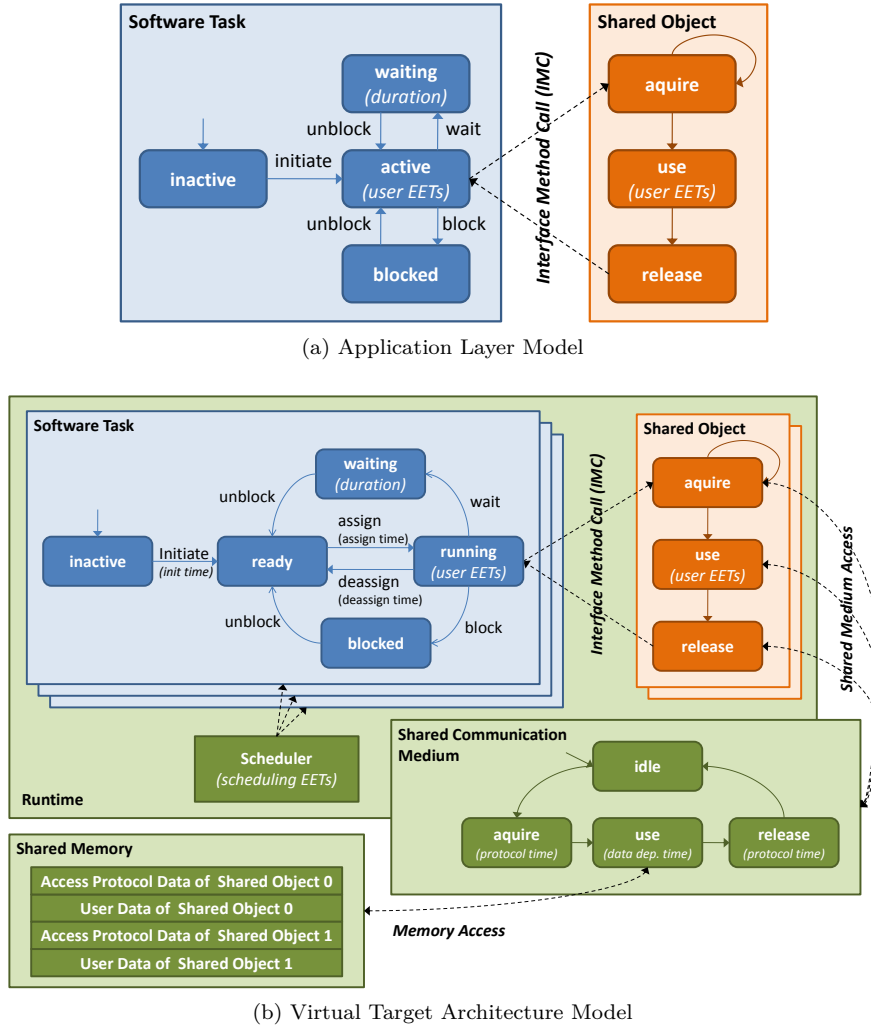 Software Task
Shared Object
waiting
(duration)
aquire
unblock
wait
initiate
inactive
active
(user EETs)
use
(user EETs)
unblock
block
blocked
release
Interface Method Call (IMC)
(a) Application Layer Model
Software Task
Shared Object
waiting
(duration)
aquire
unblock
wait
assign
(assign time)
inactive
Initiate
(init time)
ready
running
(user EETs)
use
(user EETs)
deassign
(deassign time)
unblock
block
blocked
release
Interface Method Call (IMC)
Shared Medium Access
Scheduler
(scheduling EETs)
Runtime
Shared Communication
Medium
idle
aquire
(protocol time)
use
(data dep. time)
release
(protocol time)
Shared Memory
Access Protocol Data of Shared Object 0
User Data of Shared Object 0
Access Protocol Data of Shared Object 1
User Data of Shared Object 1
Memory Access
(b) Virtual Target Architecture Model